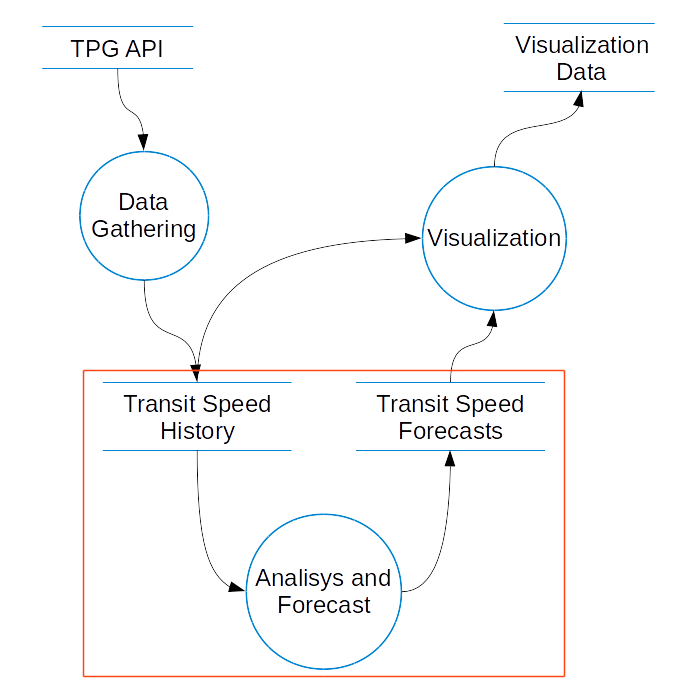 TPG API
Visualization
Data
Data
Gathering
Visualization
Transit Speed
History
Transit Speed
Forecasts
Analisys and
Forecast